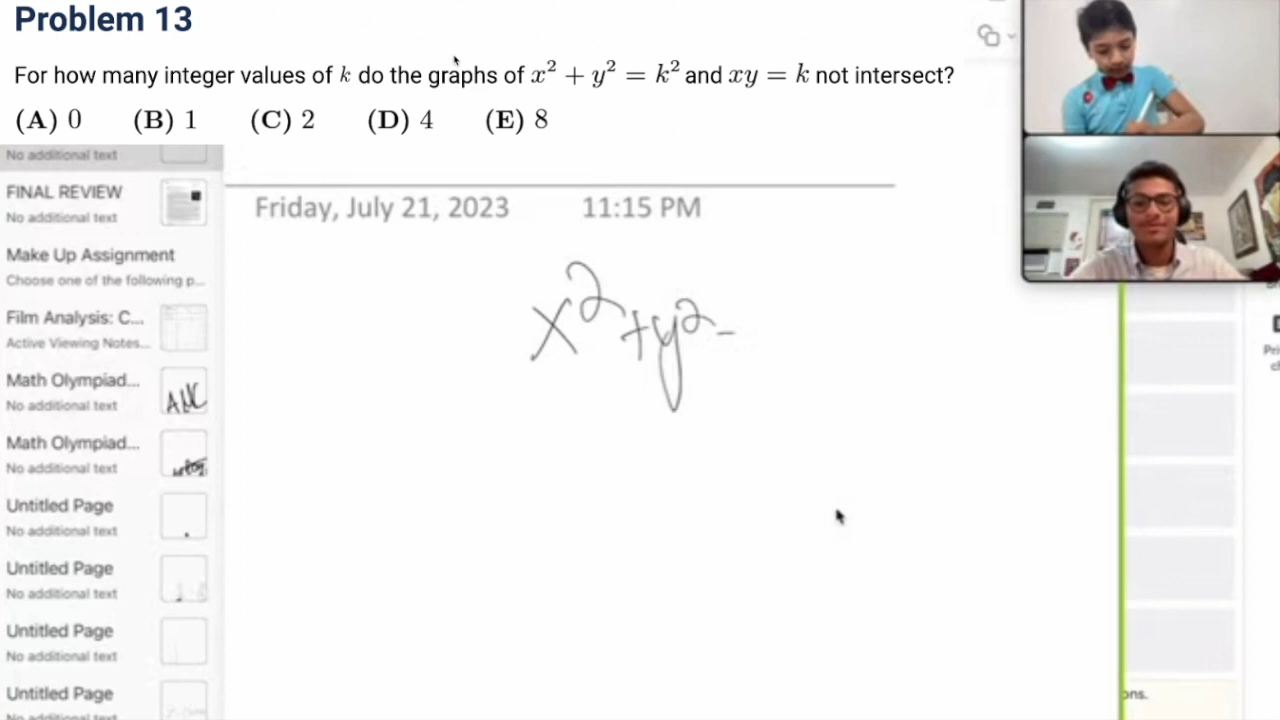 Problem 13
For how many integer values of k do the graphs of x² + y² = k² and xy = k not intersect?
(A) 0 (B) 1 (C) 2 (D) 4 (E) 8
No additional text
FINAL REVIEW
No additional text
Make Up Assignment
Choose one of the following p...
Film Analysis: C...
Active Viewing Notes...
Math Olympiad...
No additional text
Math Olympiad...
No additional text
Untitled Page
No additional text
Untitled Page
No additional text
Untitled Page
No additional text
Untitled Page
No additional text
Friday, July 21, 2023 11:15 PM
x² + y² -
ons.